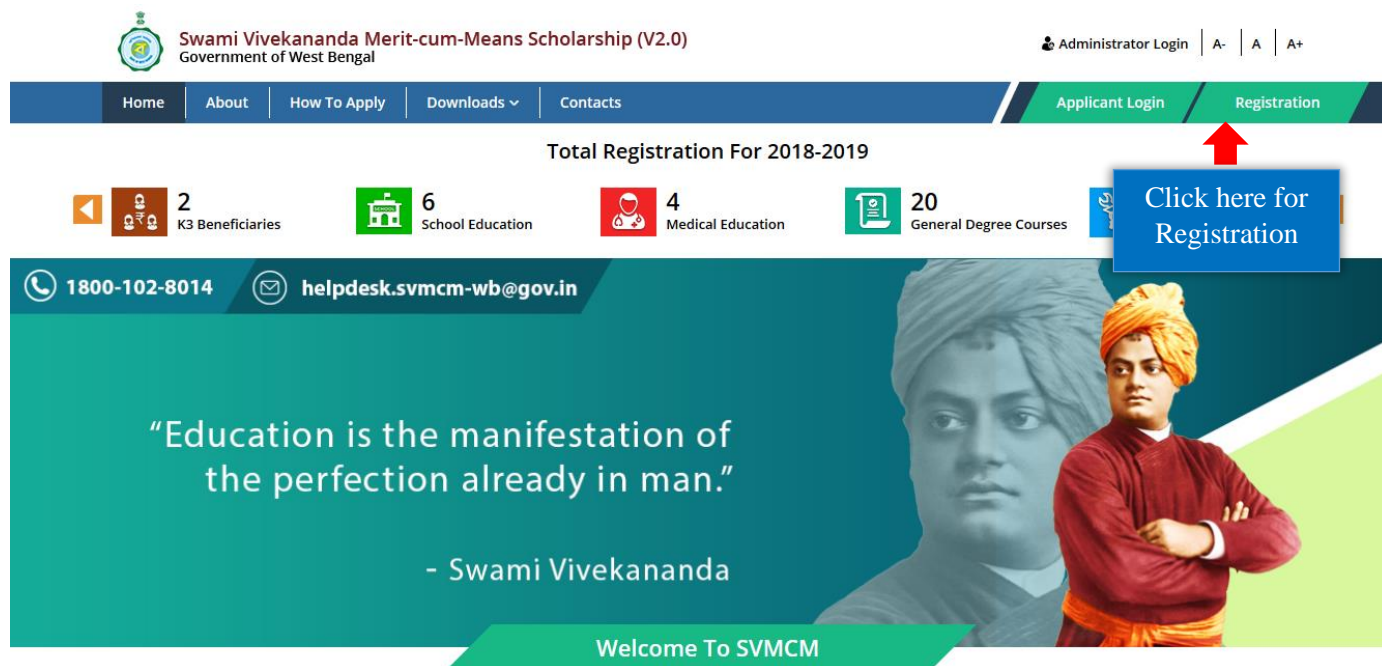 Swami Vivekananda Merit-cum-Means Scholarship (V2.0)
Government of West Bengal
Administrator Login A- A A+
Home About How To Apply Downloads Contacts Applicant Login Registration
Total Registration For 2018-2019
2
K3 Beneficiaries
6
School Education
4
Medical Education
20
General Degree Courses
Click here for
Registration
1800-102-8014 helpdesk.svmcm-wb@gov.in
“Education is the manifestation of
the perfection already in man.”
- Swami Vivekananda
Welcome To SVMCM